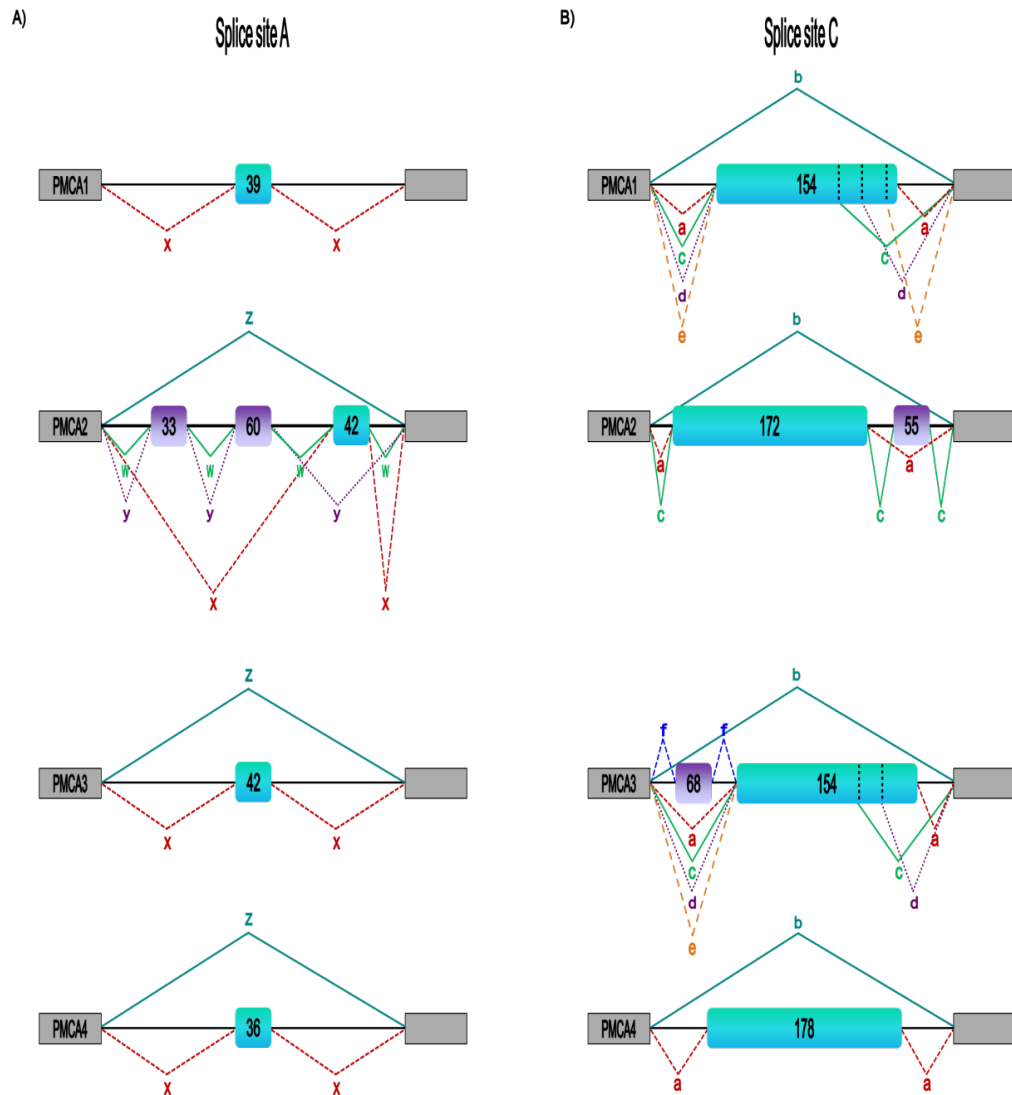 A)
Splice site A
PMCA1
39
x
x
z
PMCA2
33
60
42
w
w
w
w
y
y
y
x
x
z
PMCA3
42
x
x
z
PMCA4
36
x
x
B)
Splice site C
b
PMCA1
154
a
a
c
c
d
d
e
e
b
PMCA2
172
55
a
a
c
c
c
b
f
f
PMCA3
68
154
a
a
c
c
d
d
e
b
PMCA4
178
a
a